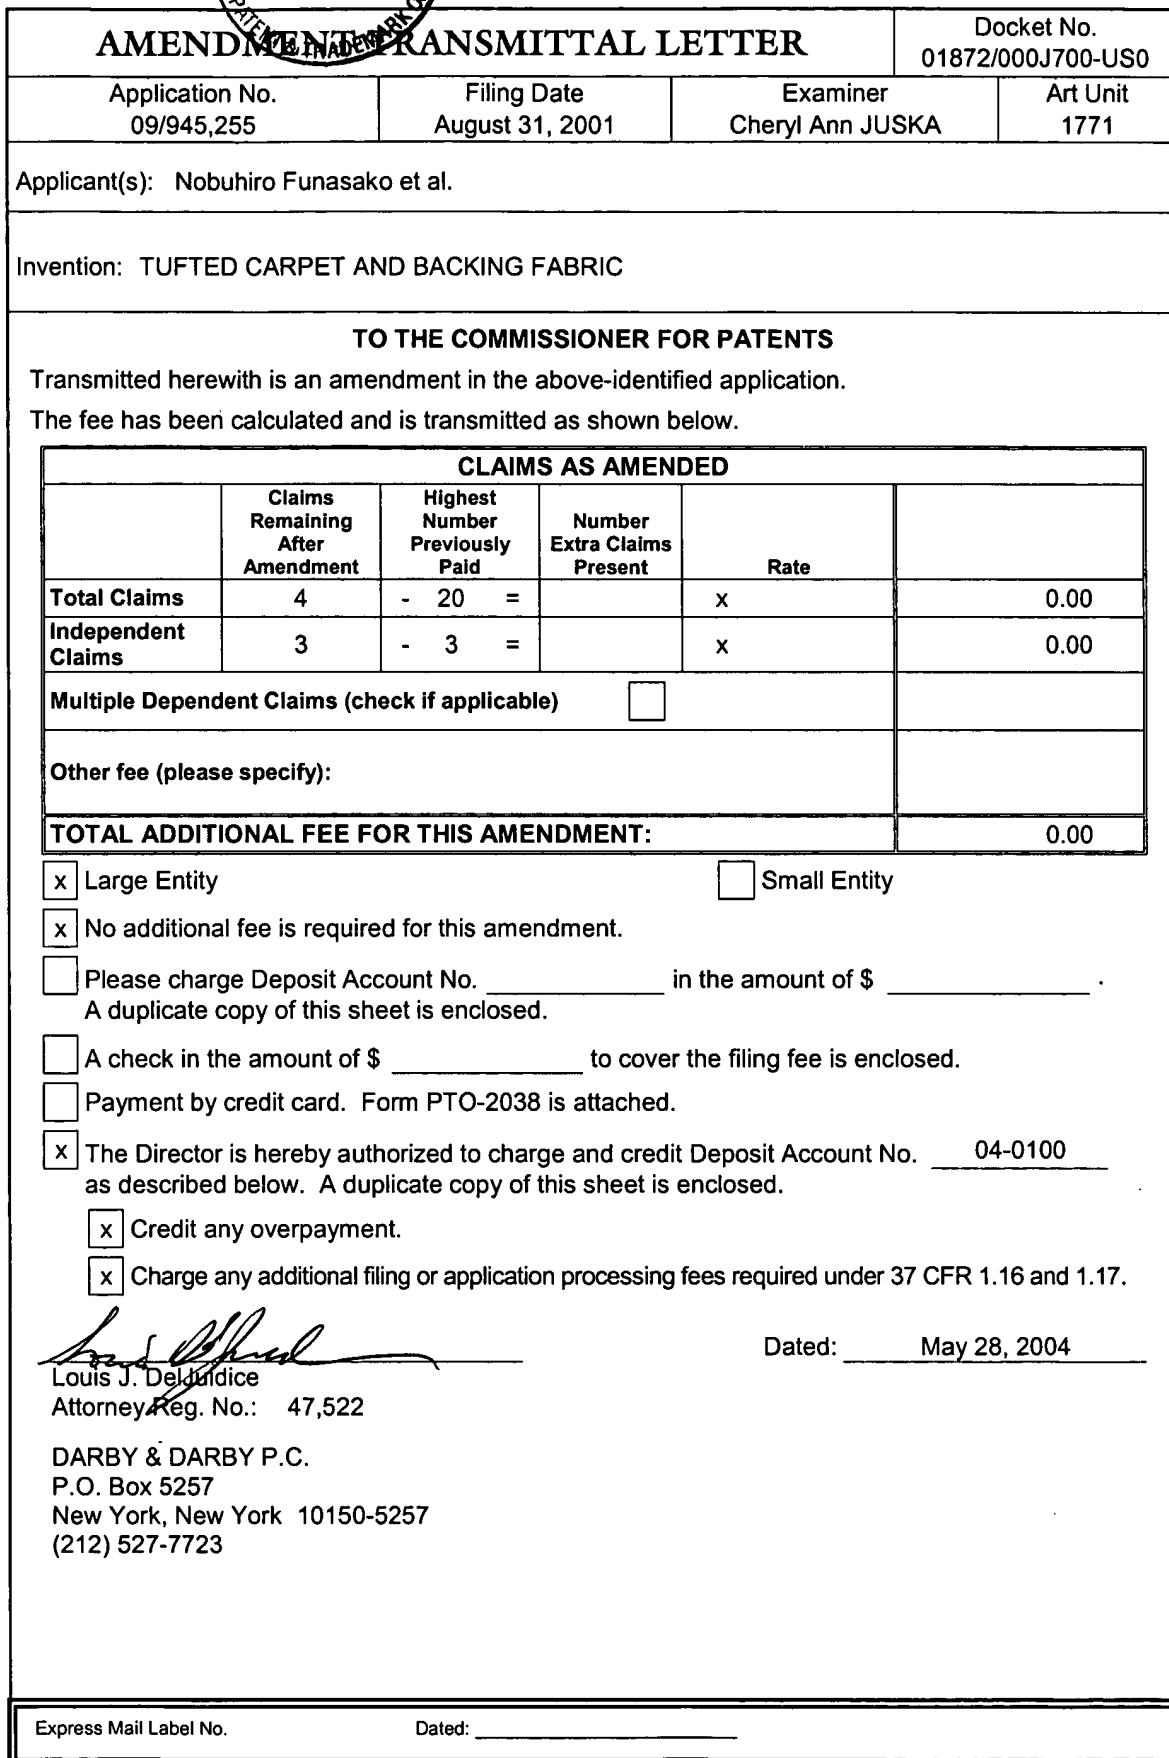 PATENT & TRADEMARK O
AMENDMENT TRANSMITTAL LETTER
Docket No.
01872/000J700-US0
Application No.
09/945,255
Filing Date
August 31, 2001
Examiner
Cheryl Ann JUSKA
Art Unit
1771
Applicant(s): Nobuhiro Funasako et al.
Invention: TUFTED CARPET AND BACKING FABRIC
TO THE COMMISSIONER FOR PATENTS
Transmitted herewith is an amendment in the above-identified application.
The fee has been calculated and is transmitted as shown below.
CLAIMS AS AMENDED
Claims Remaining After Amendment
Highest Number Previously Paid
Number Extra Claims Present
Rate
Total Claims 4 - 20 = x 0.00
Independent Claims 3 - 3 = x 0.00
Multiple Dependent Claims (check if applicable)
Other fee (please specify):
TOTAL ADDITIONAL FEE FOR THIS AMENDMENT: 0.00
x Large Entity Small Entity
x No additional fee is required for this amendment.
Please charge Deposit Account No. ____________ in the amount of $ ____________ .
A duplicate copy of this sheet is enclosed.
A check in the amount of $ ____________ to cover the filing fee is enclosed.
Payment by credit card. Form PTO-2038 is attached.
x The Director is hereby authorized to charge and credit Deposit Account No. 04-0100
as described below. A duplicate copy of this sheet is enclosed.
x Credit any overpayment.
x Charge any additional filing or application processing fees required under 37 CFR 1.16 and 1.17.
Dated: May 28, 2004
Louis J. DelJuidice
Attorney Reg. No.: 47,522
DARBY & DARBY P.C.
P.O. Box 5257
New York, New York 10150-5257
(212) 527-7723
Express Mail Label No. Dated: ____________